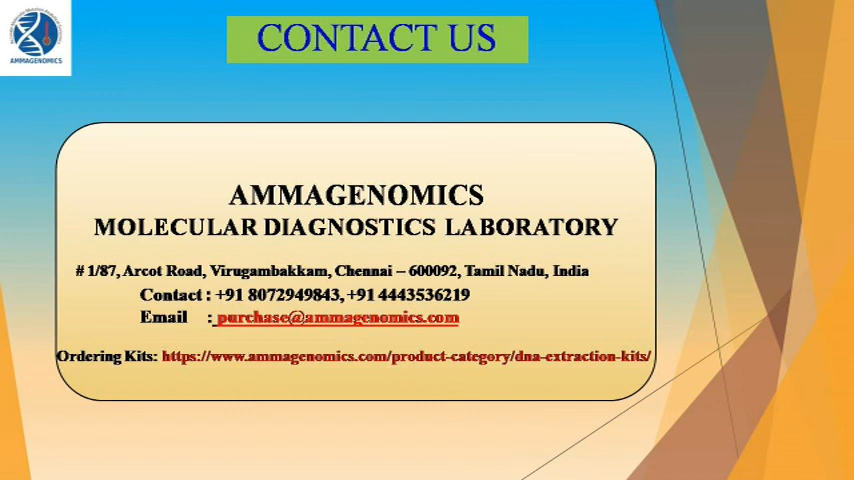 CONTACT US
AMMAGENOMICS
AMMAGENOMICS
MOLECULAR DIAGNOSTICS LABORATORY
# 1/87, Arcot Road, Virugambakkam, Chennai – 600092, Tamil Nadu, India
Contact : +91 8072949843, +91 4443536219
Email : purchase@ammagenomics.com
Ordering Kits: https://www.ammagenomics.com/product-category/dna-extraction-kits/